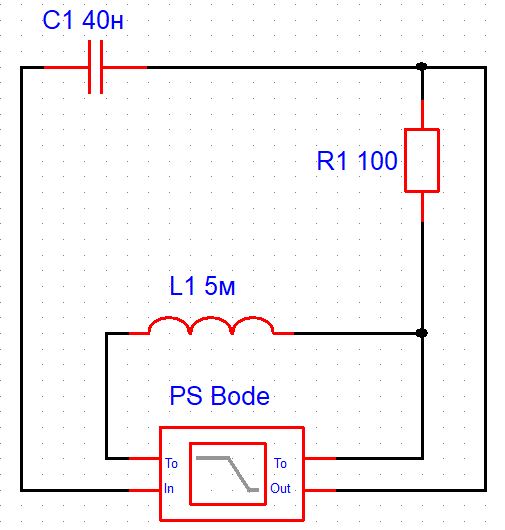 C1 40н
R1 100
L1 5м
PS Bode
To To
In Out